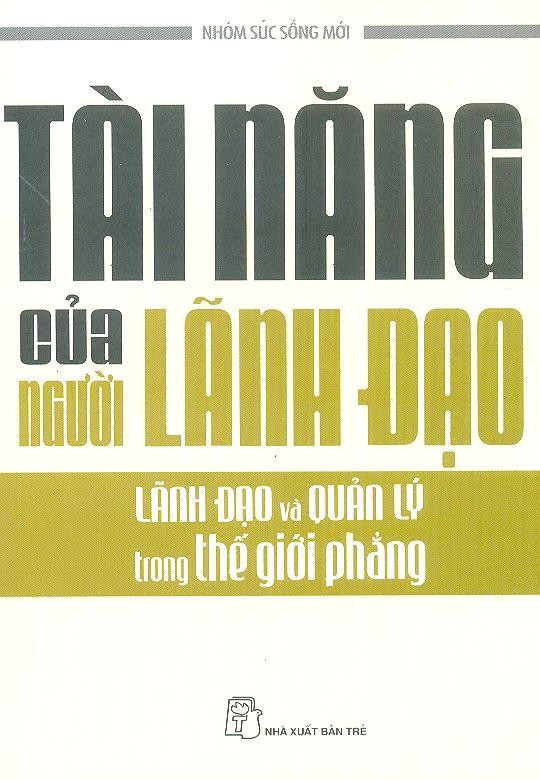 NHÓM SỨC SỐNG MỚI
TÀI NĂNG
CỦA
NGƯỜI
LÃNH ĐẠO
LÃNH ĐẠO và QUẢN LÝ
trong thế giới phẳng
T
NHÀ XUẤT BẢN TRẺ